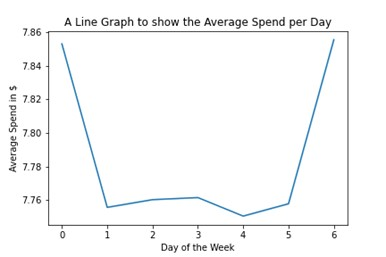 A Line Graph to show the Average Spend per Day
7.86
7.84
7.82
7.80
7.78
7.76
Average Spend in $
0 1 2 3 4 5 6
Day of the Week